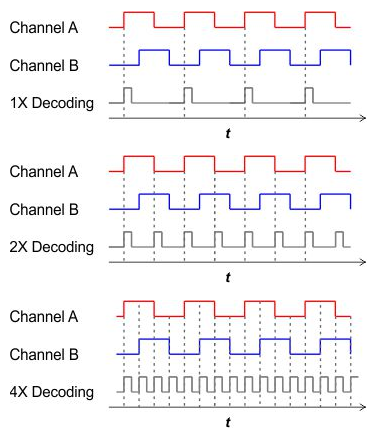 Channel A
Channel B
1X Decoding
t
Channel A
Channel B
2X Decoding
t
Channel A
Channel B
4X Decoding
t